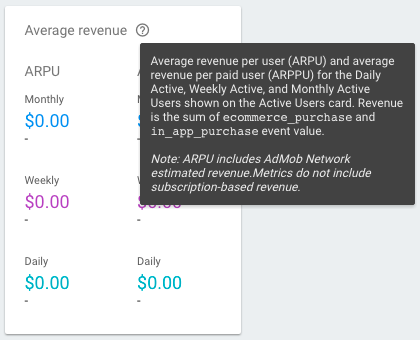 Average revenue
Average revenue per user (ARPU) and average
revenue per paid user (ARPPU) for the Daily
Active, Weekly Active, and Monthly Active
Users shown on the Active Users card. Revenue
is the sum of ecommerce_purchase and
in_app_purchase event value.
Note: ARPU includes AdMob Network
estimated revenue.Metrics do not include
subscription-based revenue.
ARPU
Monthly
$0.00
-
Weekly
$0.00
-
$0.00
-
Daily
Daily
$0.00
$0.00
-
-